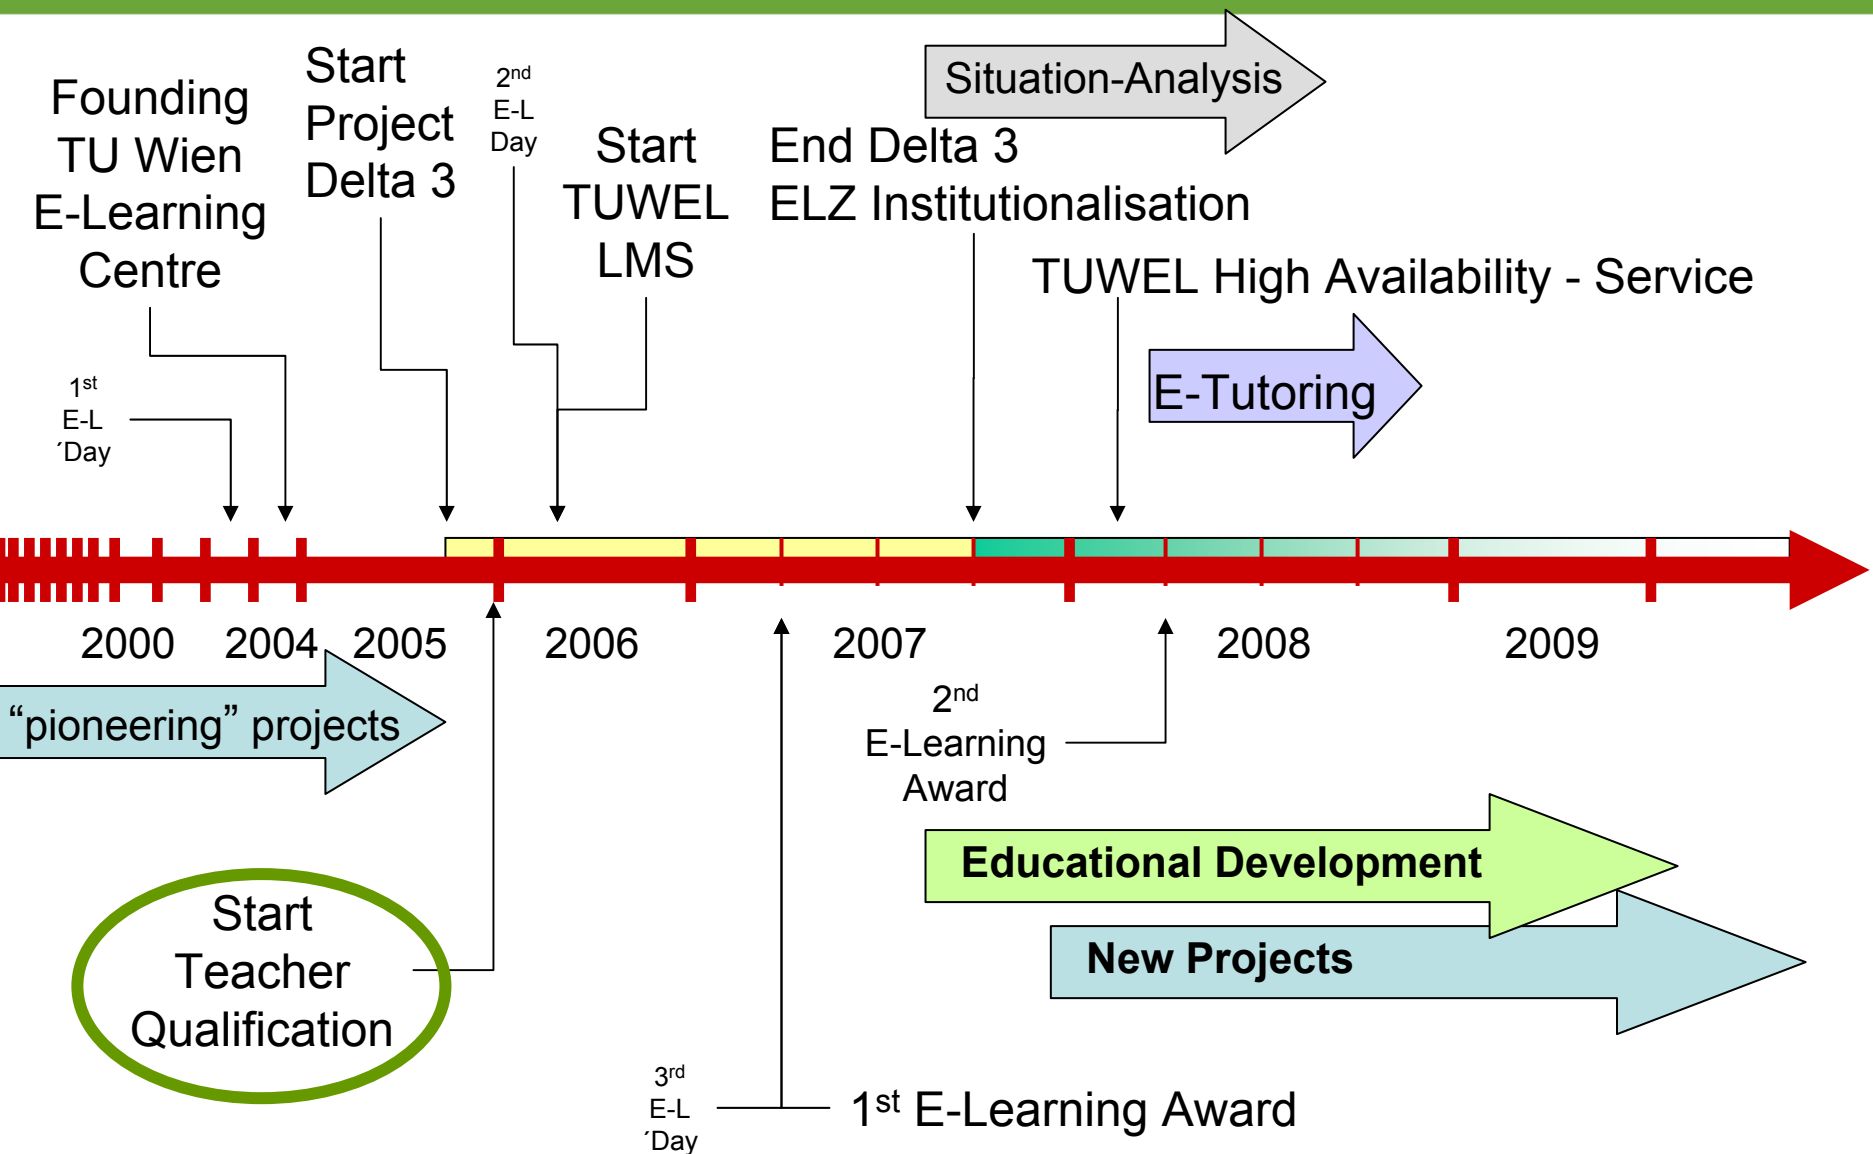 Founding
TU Wien
E-Learning
Centre
Start
Project
Delta 3
2nd
E-L
Day
Start
TUWEL
LMS
Situation-Analysis
End Delta 3
ELZ Institutionalisation
TUWEL High Availability - Service
E-Tutoring
1st
E-L
´Day
2000
2004
2005
2006
2007
2008
2009
“pioneering” projects
2nd
E-Learning
Award
Educational Development
New Projects
Start
Teacher
Qualification
3rd
E-L
´Day
1st E-Learning Award